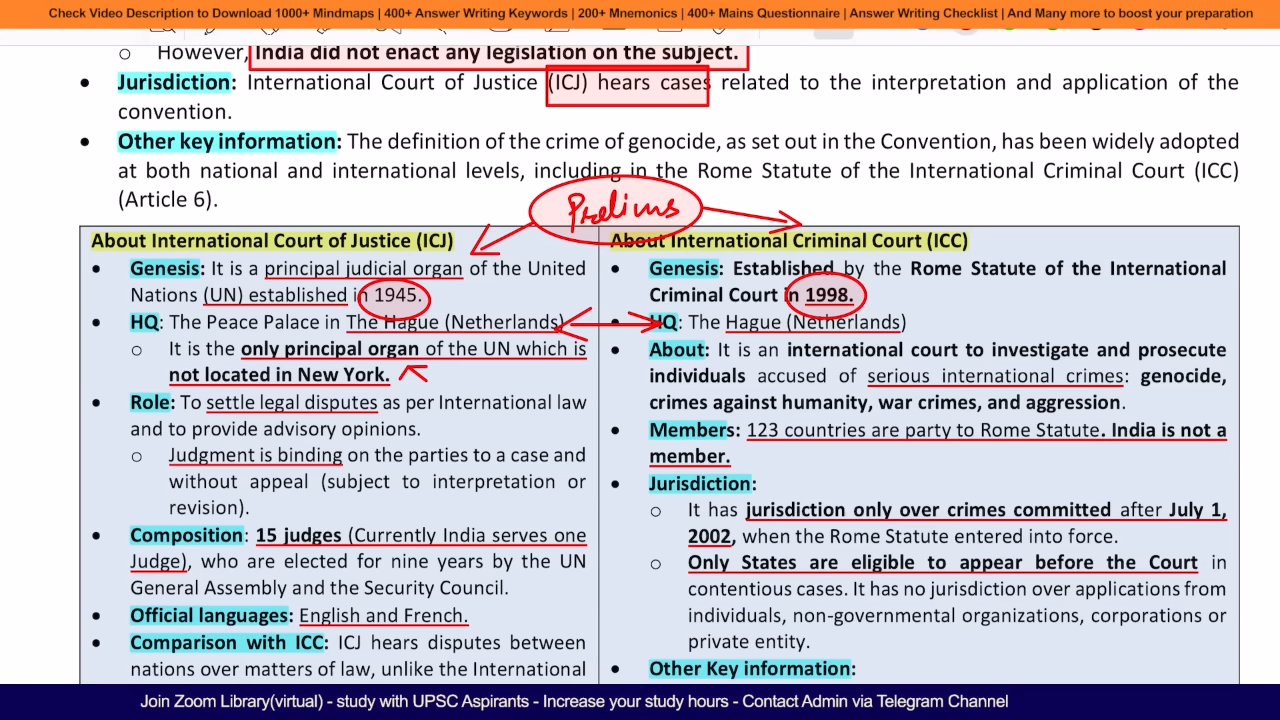 Check Video Description to Download 1000+ Mindmaps | 400+ Answer Writing Keywords | 200+ Mnemonics | 400+ Mains Questionnaire | Answer Writing Checklist | And Many more to boost your preparation
o However, India did not enact any legislation on the subject.
• Jurisdiction: International Court of Justice (ICJ) hears cases related to the interpretation and application of the
convention.
• Other key information: The definition of the crime of genocide, as set out in the Convention, has been widely adopted
at both national and international levels, including in the Rome Statute of the International Criminal Court (ICC)
(Article 6).
Prelims
About International Court of Justice (ICJ)
• Genesis: It is a principal judicial organ of the United
Nations (UN) established in 1945.
• HQ: The Peace Palace in The Hague (Netherlands)
o It is the only principal organ of the UN which is
not located in New York.
• Role: To settle legal disputes as per International law
and to provide advisory opinions.
o Judgment is binding on the parties to a case and
without appeal (subject to interpretation or
revision).
• Composition: 15 judges (Currently India serves one
Judge), who are elected for nine years by the UN
General Assembly and the Security Council.
• Official languages: English and French.
• Comparison with ICC: ICJ hears disputes between
nations over matters of law, unlike the International
About International Criminal Court (ICC)
• Genesis: Established by the Rome Statute of the International
Criminal Court in 1998.
• HQ: The Hague (Netherlands)
• About: It is an international court to investigate and prosecute
individuals accused of serious international crimes: genocide,
crimes against humanity, war crimes, and aggression.
• Members: 123 countries are party to Rome Statute. India is not a
member.
• Jurisdiction:
o It has jurisdiction only over crimes committed after July 1,
2002, when the Rome Statute entered into force.
o Only States are eligible to appear before the Court in
contentious cases. It has no jurisdiction over applications from
individuals, non-governmental organizations, corporations or
private entity.
• Other Key information:
Join Zoom Library(virtual) - study with UPSC Aspirants - Increase your study hours - Contact Admin via Telegram Channel